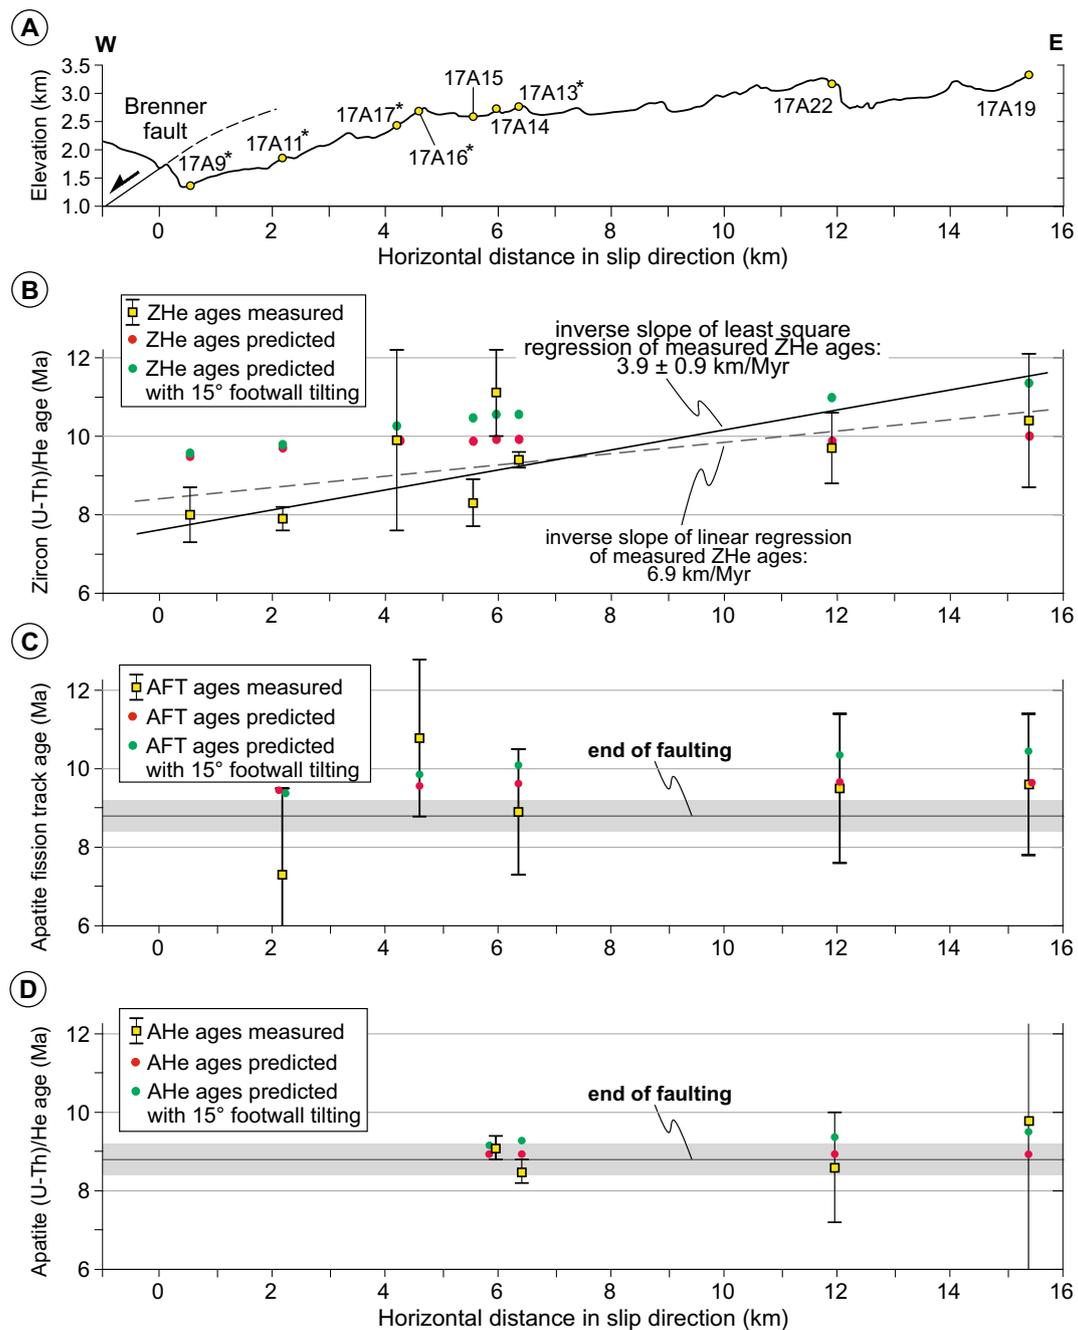 A
W
E
3.5
3.0
2.5
2.0
1.5
1.0
Elevation (km)
Brenner
fault
17A9*
17A11*
17A17*
17A16*
17A15
17A13*
17A14
17A22
17A19
0 2 4 6 8 10 12 14 16
Horizontal distance in slip direction (km)
B
ZHe ages measured
ZHe ages predicted
ZHe ages predicted
with 15° footwall tilting
inverse slope of least square
regression of measured ZHe ages:
3.9 ± 0.9 km/Myr
inverse slope of linear regression
of measured ZHe ages:
6.9 km/Myr
12
10
8
6
Zircon (U-Th)/He age (Ma)
0 2 4 6 8 10 12 14 16
C
AFT ages measured
AFT ages predicted
AFT ages predicted
with 15° footwall tilting
end of faulting
12
10
8
6
Apatite fission track age (Ma)
0 2 4 6 8 10 12 14 16
D
AHe ages measured
AHe ages predicted
AHe ages predicted
with 15° footwall tilting
end of faulting
12
10
8
6
Apatite (U-Th)/He age (Ma)
0 2 4 6 8 10 12 14 16
Horizontal distance in slip direction (km)